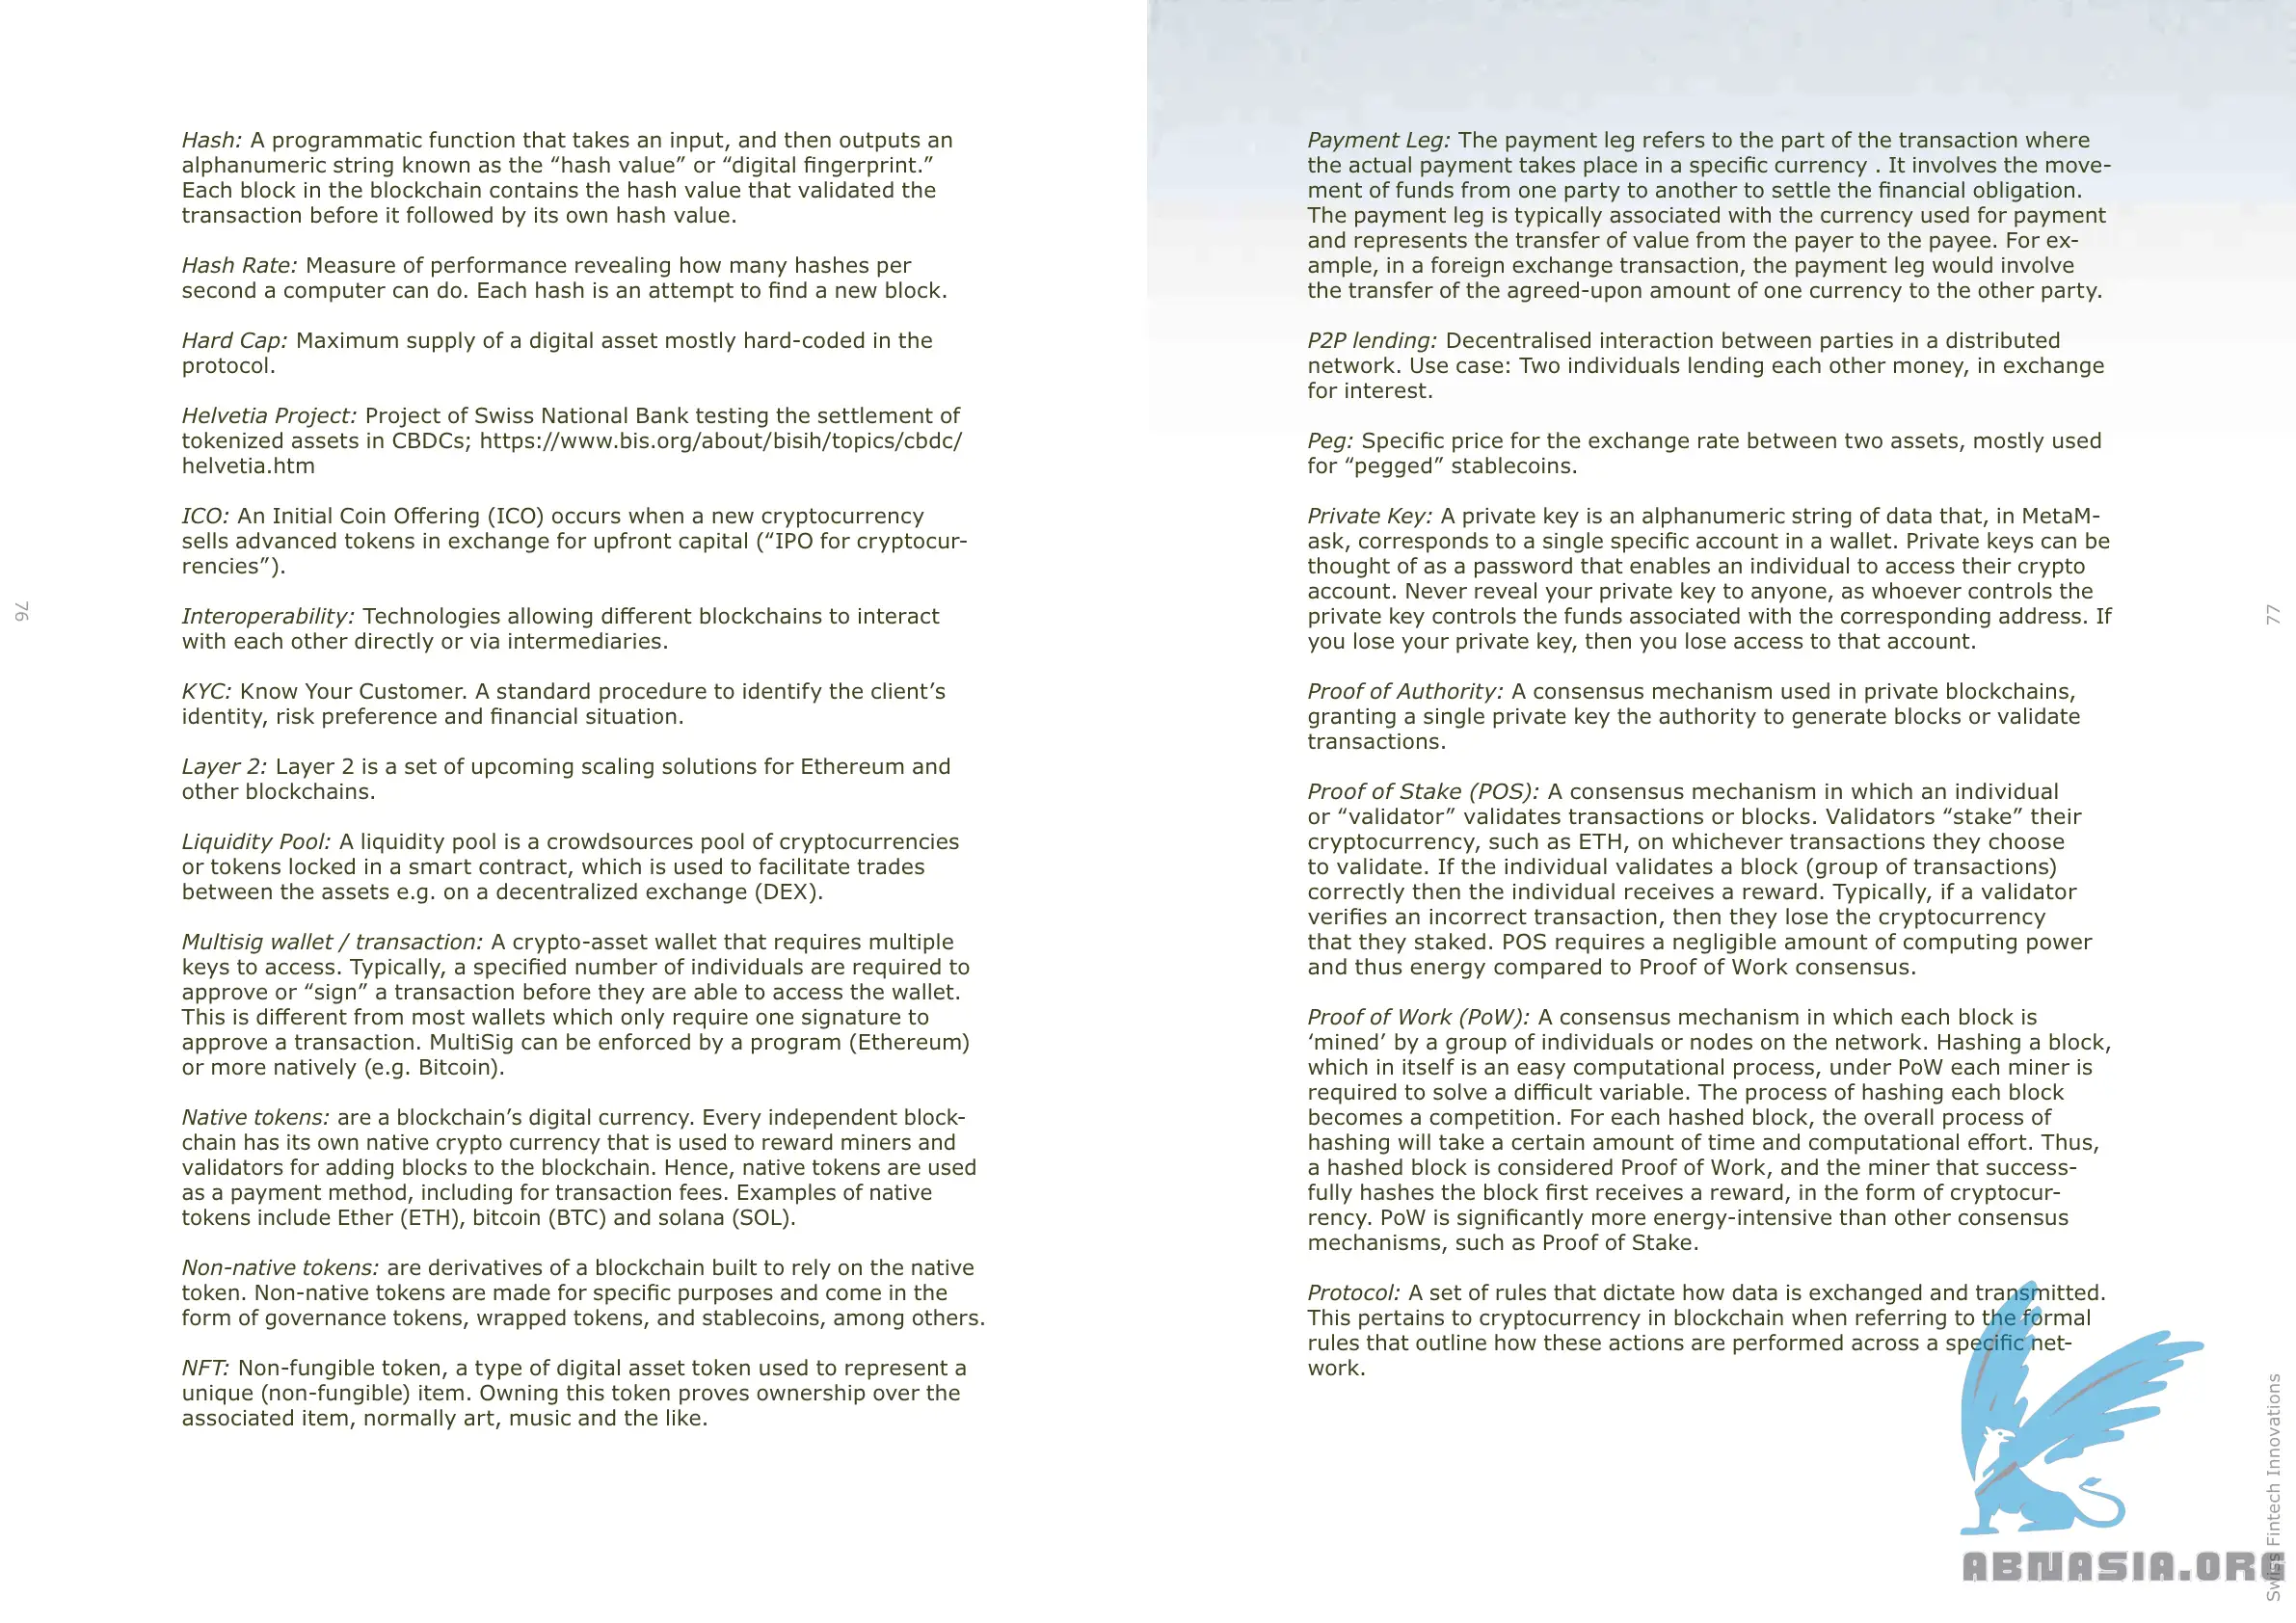 Hash: A programmatic function that takes an input, and then outputs an
alphanumeric string known as the “hash value” or “digital fingerprint.”
Each block in the blockchain contains the hash value that validated the
transaction before it followed by its own hash value.
Hash Rate: Measure of performance revealing how many hashes per
second a computer can do. Each hash is an attempt to find a new block.
Hard Cap: Maximum supply of a digital asset mostly hard-coded in the
protocol.
Helvetia Project: Project of Swiss National Bank testing the settlement of
tokenized assets in CBDCs; https://www.bis.org/about/bisih/topics/cbdc/
helvetia.htm
ICO: An Initial Coin Offering (ICO) occurs when a new cryptocurrency
sells advanced tokens in exchange for upfront capital (“IPO for cryptocur-
rencies”).
Interoperability: Technologies allowing different blockchains to interact
with each other directly or via intermediaries.
KYC: Know Your Customer. A standard procedure to identify the client’s
identity, risk preference and financial situation.
Layer 2: Layer 2 is a set of upcoming scaling solutions for Ethereum and
other blockchains.
Liquidity Pool: A liquidity pool is a crowdsources pool of cryptocurrencies
or tokens locked in a smart contract, which is used to facilitate trades
between the assets e.g. on a decentralized exchange (DEX).
Multisig wallet / transaction: A crypto-asset wallet that requires multiple
keys to access. Typically, a specified number of individuals are required to
approve or “sign” a transaction before they are able to access the wallet.
This is different from most wallets which only require one signature to
approve a transaction. MultiSig can be enforced by a program (Ethereum)
or more natively (e.g. Bitcoin).
Native tokens: are a blockchain’s digital currency. Every independent block-
chain has its own native crypto currency that is used to reward miners and
validators for adding blocks to the blockchain. Hence, native tokens are used
as a payment method, including for transaction fees. Examples of native
tokens include Ether (ETH), bitcoin (BTC) and solana (SOL).
Non-native tokens: are derivatives of a blockchain built to rely on the native
token. Non-native tokens are made for specific purposes and come in the
form of governance tokens, wrapped tokens, and stablecoins, among others.
NFT: Non-fungible token, a type of digital asset token used to represent a
unique (non-fungible) item. Owning this token proves ownership over the
associated item, normally art, music and the like.
76
Payment Leg: The payment leg refers to the part of the transaction where
the actual payment takes place in a specific currency . It involves the move-
ment of funds from one party to another to settle the financial obligation.
The payment leg is typically associated with the currency used for payment
and represents the transfer of value from the payer to the payee. For ex-
ample, in a foreign exchange transaction, the payment leg would involve
the transfer of the agreed-upon amount of one currency to the other party.
P2P lending: Decentralised interaction between parties in a distributed
network. Use case: Two individuals lending each other money, in exchange
for interest.
Peg: Specific price for the exchange rate between two assets, mostly used
for “pegged” stablecoins.
Private Key: A private key is an alphanumeric string of data that, in MetaM-
ask, corresponds to a single specific account in a wallet. Private keys can be
thought of as a password that enables an individual to access their crypto
account. Never reveal your private key to anyone, as whoever controls the
private key controls the funds associated with the corresponding address. If
you lose your private key, then you lose access to that account.
Proof of Authority: A consensus mechanism used in private blockchains,
granting a single private key the authority to generate blocks or validate
transactions.
Proof of Stake (POS): A consensus mechanism in which an individual
or “validator” validates transactions or blocks. Validators “stake” their
cryptocurrency, such as ETH, on whichever transactions they choose
to validate. If the individual validates a block (group of transactions)
correctly then the individual receives a reward. Typically, if a validator
verifies an incorrect transaction, then they lose the cryptocurrency
that they staked. POS requires a negligible amount of computing power
and thus energy compared to Proof of Work consensus.
Proof of Work (PoW): A consensus mechanism in which each block is
‘mined’ by a group of individuals or nodes on the network. Hashing a block,
which in itself is an easy computational process, under PoW each miner is
required to solve a difficult variable. The process of hashing each block
becomes a competition. For each hashed block, the overall process of
hashing will take a certain amount of time and computational effort. Thus,
a hashed block is considered Proof of Work, and the miner that success-
fully hashes the block first receives a reward, in the form of cryptocur-
rency. PoW is significantly more energy-intensive than other consensus
mechanisms, such as Proof of Stake.
Protocol: A set of rules that dictate how data is exchanged and transmitted.
This pertains to cryptocurrency in blockchain when referring to the formal
rules that outline how these actions are performed across a specific net-
work.
77
Swiss Fintech Innovations
ABNASIA.ORG